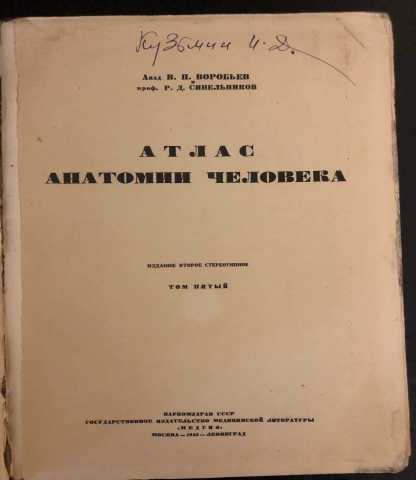 Кузьмин И. Д.
Акад В. П. ВОРОБЬЕВ
и
проф. Р. Д. СИНЕЛЬНИКОВ
АТЛАС
АНАТОМИИ ЧЕЛОВЕКА
ИЗДАНИЕ ВТОРОЕ СТЕРЕОТИПНОЕ
ТОМ ПЯТЫЙ
НАРКОМЗДРАВ СССР
ГОСУДАРСТВЕННОЕ ИЗДАТЕЛЬСТВО МЕДИЦИНСКОЙ ЛИТЕРАТУРЫ
«МЕДГИЗ»
МОСКВА — ЛЕНИНГРАД